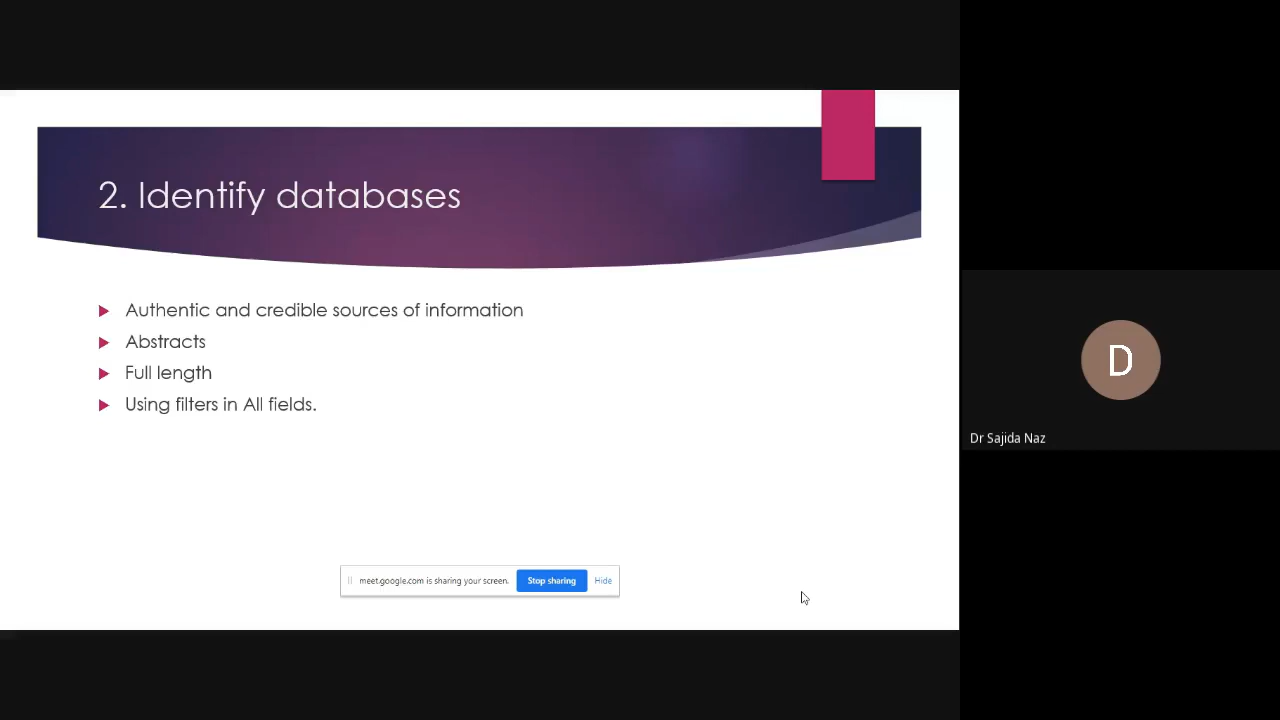 2. Identify databases
Authentic and credible sources of information
Abstracts
Full length
Using filters in All fields.
meet.google.com is sharing your screen. Stop sharing Hide
D
Dr Sajida Naz